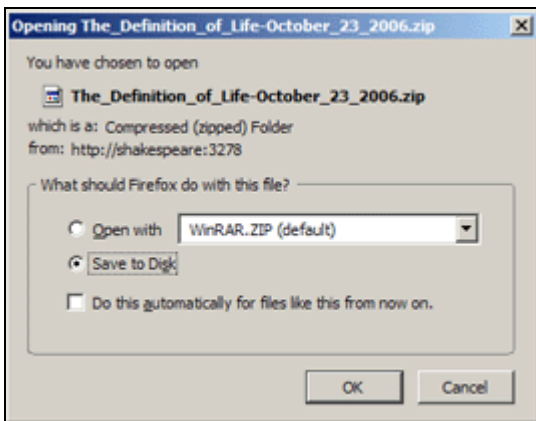 Opening The_Definition_of_Life-October_23_2006.zip
You have chosen to open
The_Definition_of_Life-October_23_2006.zip
which is a: Compressed (zipped) Folder
from: http://shakespeare:3278
What should Firefox do with this file?
Open with WinRAR.ZIP (default)
Save to Disk
Do this automatically for files like this from now on.
OK Cancel